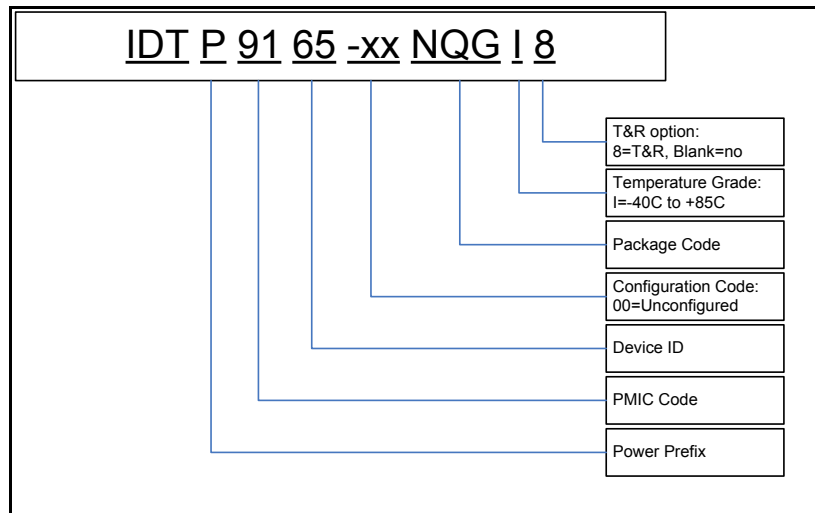 IDT P 91 65 -xx NQG I 8
T&R option:
8=T&R, Blank=no
Temperature Grade:
I=-40C to +85C
Package Code
Configuration Code:
00=Unconfigured
Device ID
PMIC Code
Power Prefix